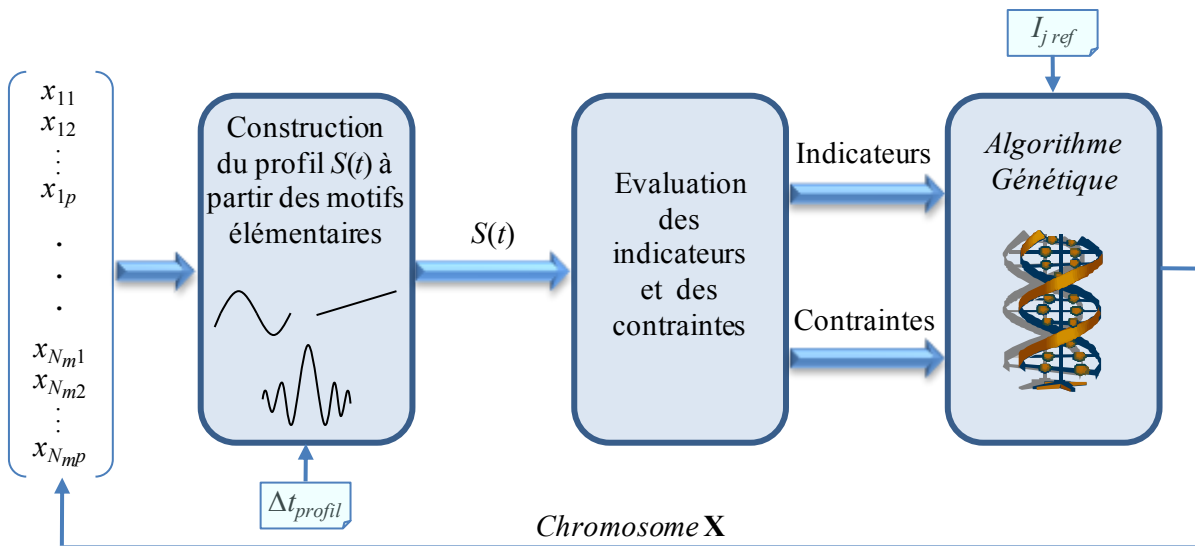 x11
x12
⋮
x1p
.
.
.
xNm1
xNm2
⋮
xNmp
Construction
du profil S(t) à
partir des motifs
élémentaires
Δtprofil
S(t)
Evaluation
des
indicateurs
et des
contraintes
Indicateurs
Contraintes
Ij ref
Algorithme
Génétique
Chromosome X